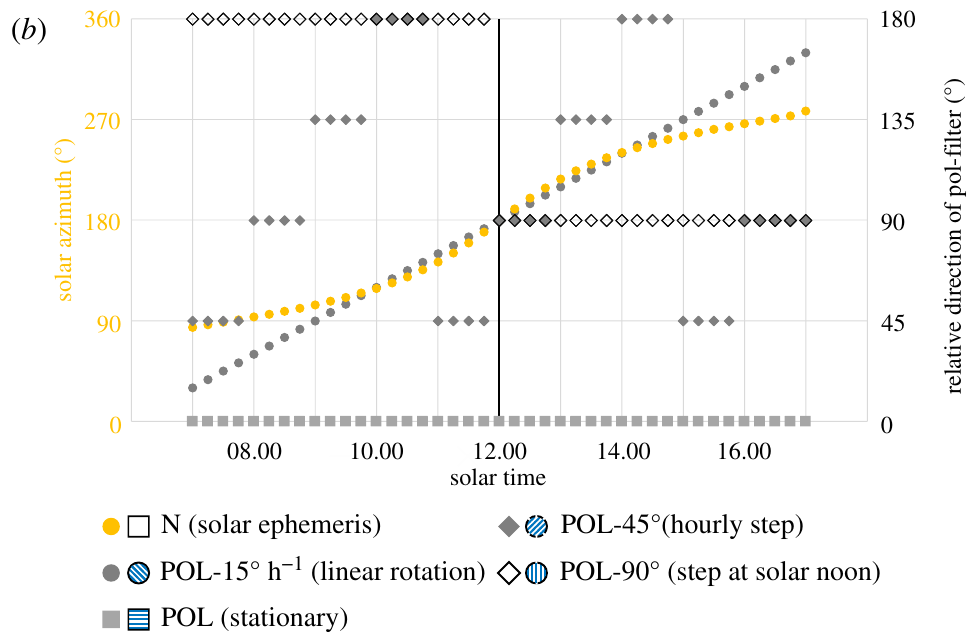 (b)
360
270
180
90
0
solar azimuth (°)
180
135
90
45
0
relative direction of pol-filter (°)
08.00 10.00 12.00 14.00 16.00
solar time
N (solar ephemeris)
POL-45°(hourly step)
POL-15° h⁻¹ (linear rotation)
POL-90° (step at solar noon)
POL (stationary)